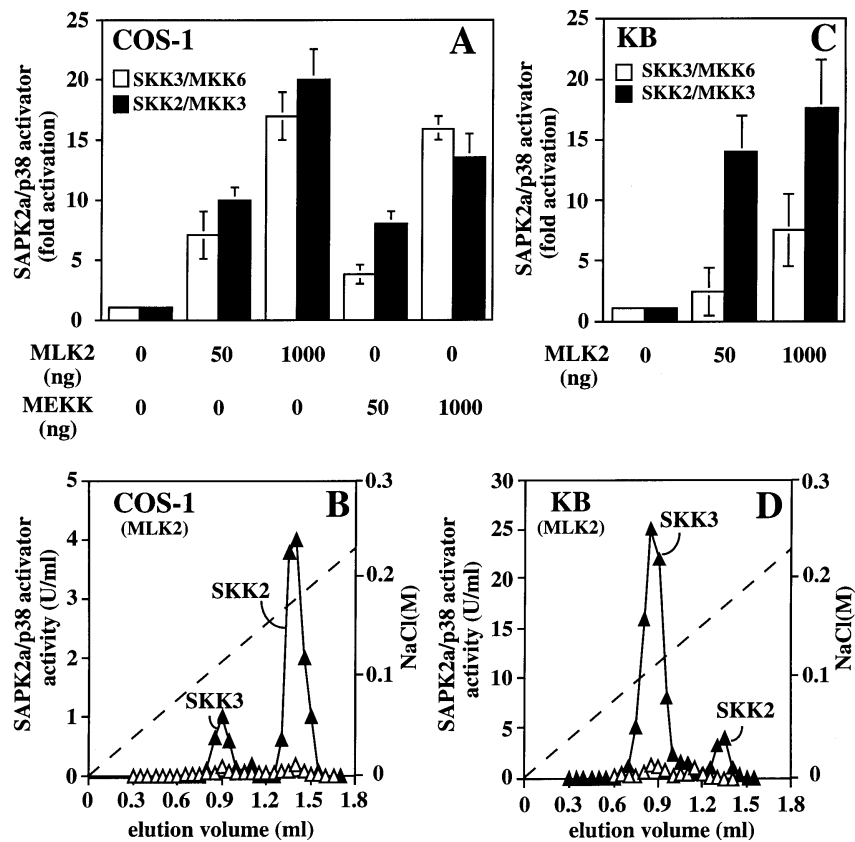 COS-1
A
SKK3/MKK6
SKK2/MKK3
SAPK2a/p38 activator
(fold activation)
20
15
10
5
0
25
MLK2 0 50 1000 0 0
(ng)
MEKK 0 0 0 50 1000
(ng)
KB
C
SKK3/MKK6
SKK2/MKK3
SAPK2a/p38 activator
(fold activation)
25
20
15
10
5
0
MLK2 0 50 1000
(ng)
COS-1
(MLK2)
B
SKK2
SKK3
SAPK2a/p38 activator
activity (U/ml)
5
4
3
2
1
0
0.3
0.2
0.1
0
NaCl(M)
0 0.3 0.6 0.9 1.2 1.5 1.8
elution volume (ml)
KB
(MLK2)
D
SKK3
SKK2
SAPK2a/p38 activator
activity (U/ml)
30
25
20
15
10
5
0
0.3
0.2
0.1
0
NaCl(M)
0 0.3 0.6 0.9 1.2 1.5 1.8
elution volume (ml)